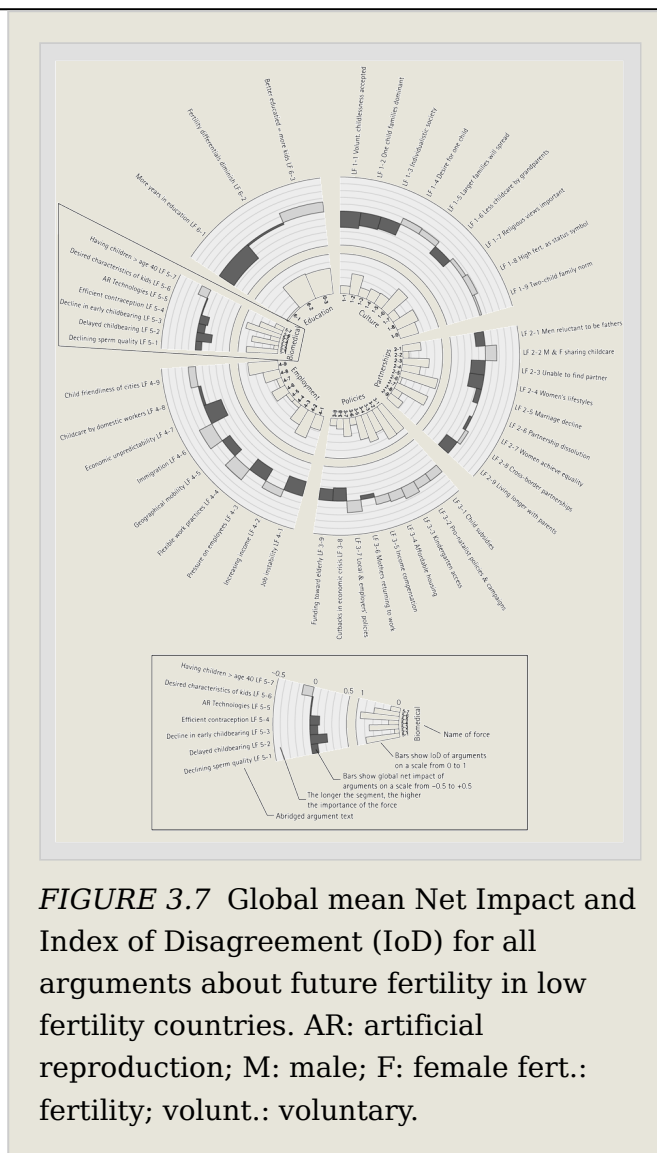 LF 1-1 Volunt. childlessness accepted
LF 1-2 One child families dominant
LF 1-3 Individualistic society
LF 1-4 Desire for one child
LF 1-5 Larger families will spread
LF 1-6 Less childcare by grandparents
LF 1-7 Religious views important
LF 1-8 High fert. as status symbol
LF 1-9 Two-child family norm
LF 2-1 Men reluctant to be fathers
LF 2-2 M & F sharing childcare
LF 2-3 Unable to find partner
LF 2-4 Women's lifestyles
LF 2-5 Marriage decline
LF 2-6 Partnership dissolution
LF 2-7 Women achieve equality
LF 2-8 Cross-border partnerships
LF 2-9 Living longer with parents
LF 3-1 Child subsidies
LF 3-2 Pro-natalist policies & campaigns
LF 3-3 Kindergarten access
LF 3-4 Affordable housing
LF 3-5 Income compensation
LF 3-6 Mothers returning to work
LF 3-7 Local & employers' policies
Cutbacks in economic crisis LF 3-8
Funding toward elderly LF 3-9
Job instability LF 4-1
Increasing income LF 4-2
Pressure on employees LF 4-3
Flexible work practices LF 4-4
Geographical mobility LF 4-5
Immigration LF 4-6
Economic unpredictability LF 4-7
Childcare by domestic workers LF 4-8
Child friendliness of cities LF 4-9
Declining sperm quality LF 5-1
Delayed childbearing LF 5-2
Decline in early childbearing LF 5-3
Efficient contraception LF 5-4
AR Technologies LF 5-5
Desired characteristics of kids LF 5-6
Having children > age 40 LF 5-7
More years in education LF 6-1
Fertility differentials diminish LF 6-2
Better educatied = more kids LF 6-3
Culture
Partnerships
Policies
Employment
Biomedical
Education
Having children > age 40 LF 5-7
Desired characteristics of kids LF 5-6
AR Technologies LF 5-5
Efficient contraception LF 5-4
Decline in early childbearing LF 5-3
Delayed childbearing LF 5-2
Declining sperm quality LF 5-1
−0.5
0
0.5
1
0
Biomedical
Name of force
Bars show IoD of arguments
on a scale from 0 to 1
Bars show global net impact of
arguments on a scale from −0.5 to +0.5
The longer the segment, the higher
the importance of the force
Abridged argument text
FIGURE 3.7 Global mean Net Impact and
Index of Disagreement (IoD) for all
arguments about future fertility in low
fertility countries. AR: artificial
reproduction; M: male; F: female fert.:
fertility; volunt.: voluntary.